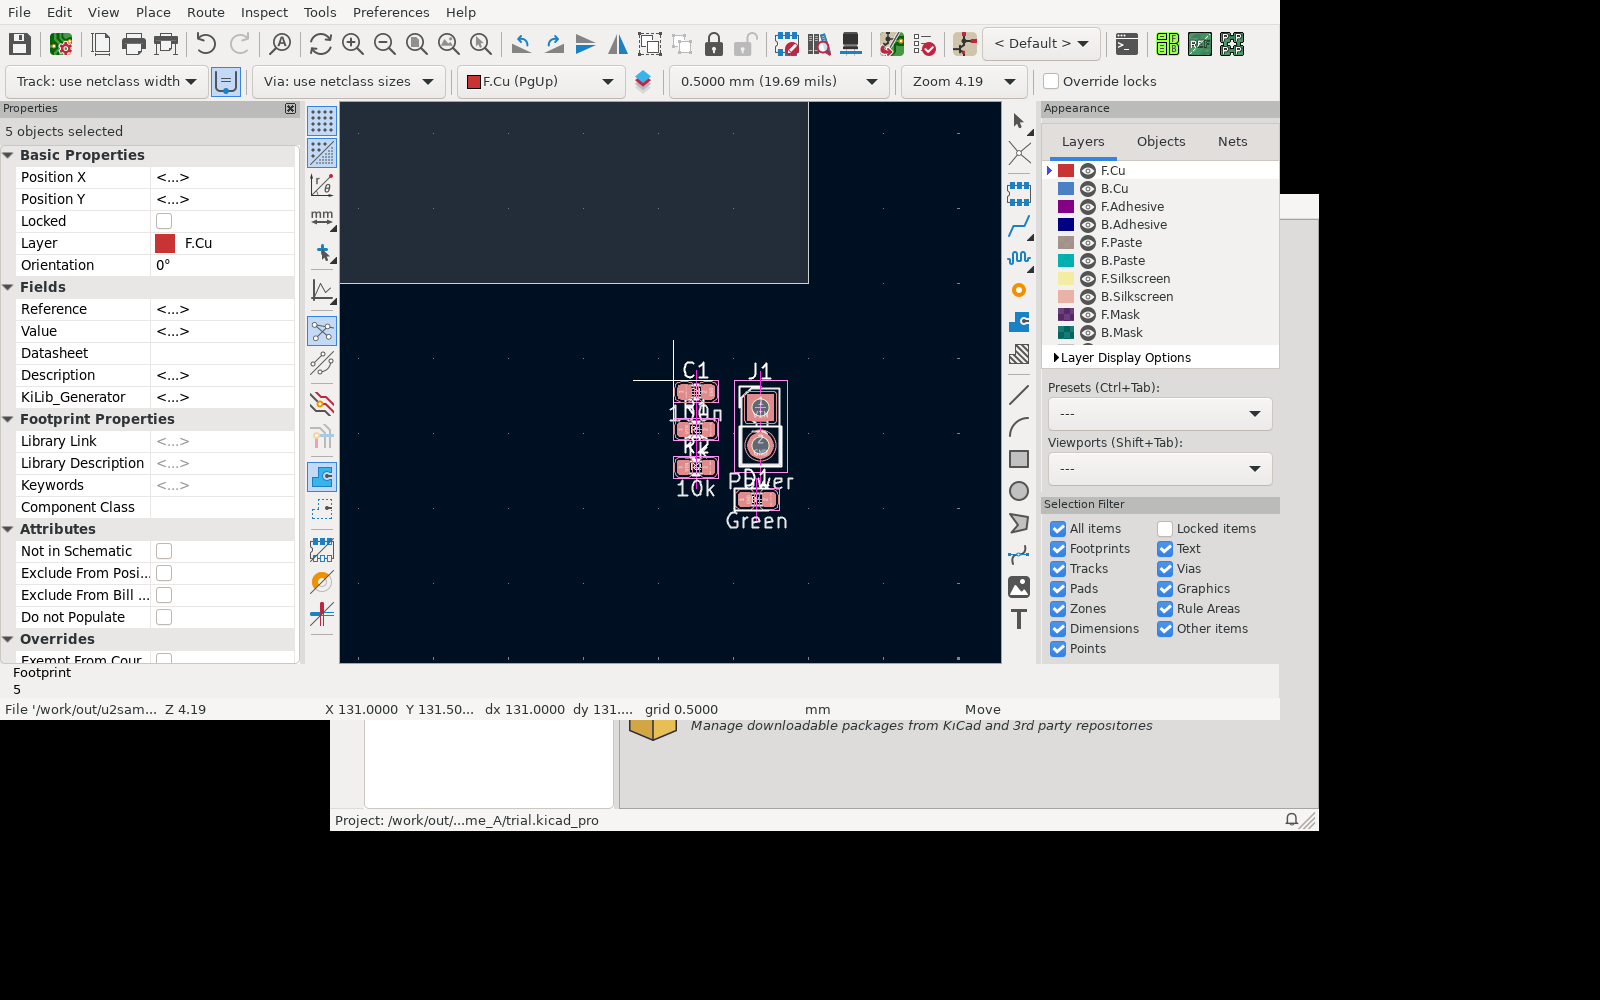 File Edit View Place Route Inspect Tools Preferences Help
< Default >
Track: use netclass width
Via: use netclass sizes
F.Cu (PgUp)
0.5000 mm (19.69 mils)
Zoom 4.19
Override locks
Properties
5 objects selected
Basic Properties
Position X <...>
Position Y <...>
Locked
Layer F.Cu
Orientation 0°
Fields
Reference <...>
Value <...>
Datasheet
Description <...>
KiLib_Generator <...>
Footprint Properties
Library Link <...>
Library Description <...>
Keywords <...>
Component Class
Attributes
Not in Schematic
Exclude From Posi...
Exclude From Bill ...
Do not Populate
Overrides
Exempt From Cour
mm
C1
J1
10k
D1
Power
Green
Appearance
Layers Objects Nets
F.Cu
B.Cu
F.Adhesive
B.Adhesive
F.Paste
B.Paste
F.Silkscreen
B.Silkscreen
F.Mask
B.Mask
Layer Display Options
Presets (Ctrl+Tab):
---
Viewports (Shift+Tab):
---
Selection Filter
All items Locked items
Footprints Text
Tracks Vias
Pads Graphics
Zones Rule Areas
Dimensions Other items
Points
Footprint
5
File '/work/out/u2sam... Z 4.19 X 131.0000 Y 131.50... dx 131.0000 dy 131.... grid 0.5000 mm Move
Manage downloadable packages from KiCad and 3rd party repositories
Project: /work/out/...me_A/trial.kicad_pro